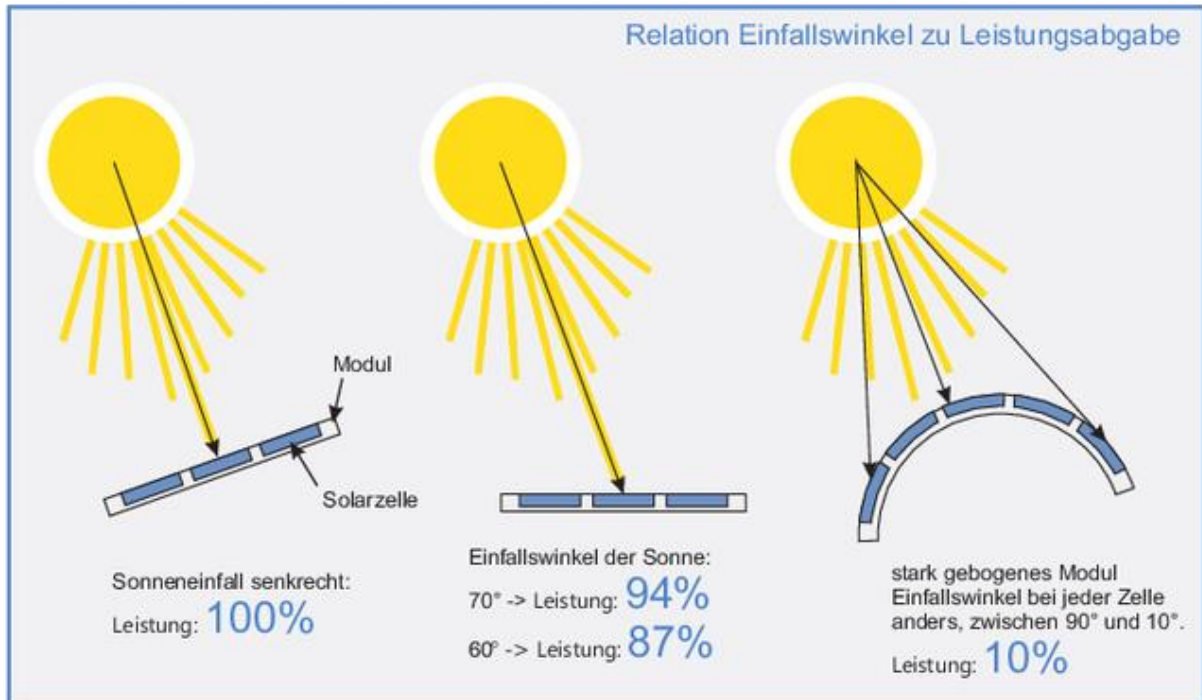 Relation Einfallswinkel zu Leistungsabgabe
Modul
Solarzelle
Sonneneinfall senkrecht:
Leistung: 100%
Einfallswinkel der Sonne:
70° -> Leistung: 94%
60° -> Leistung: 87%
stark gebogenes Modul
Einfallswinkel bei jeder Zelle
anders, zwischen 90° und 10°.
Leistung: 10%